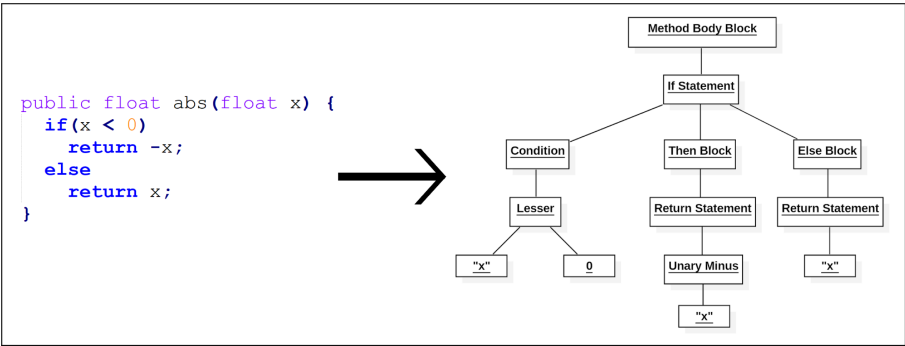 public float abs(float x) {
if(x < 0)
return -x;
else
return x;
}
Method Body Block
If Statement
Condition
Then Block
Else Block
Lesser
Return Statement
Return Statement
"x"
0
Unary Minus
"x"
"x"